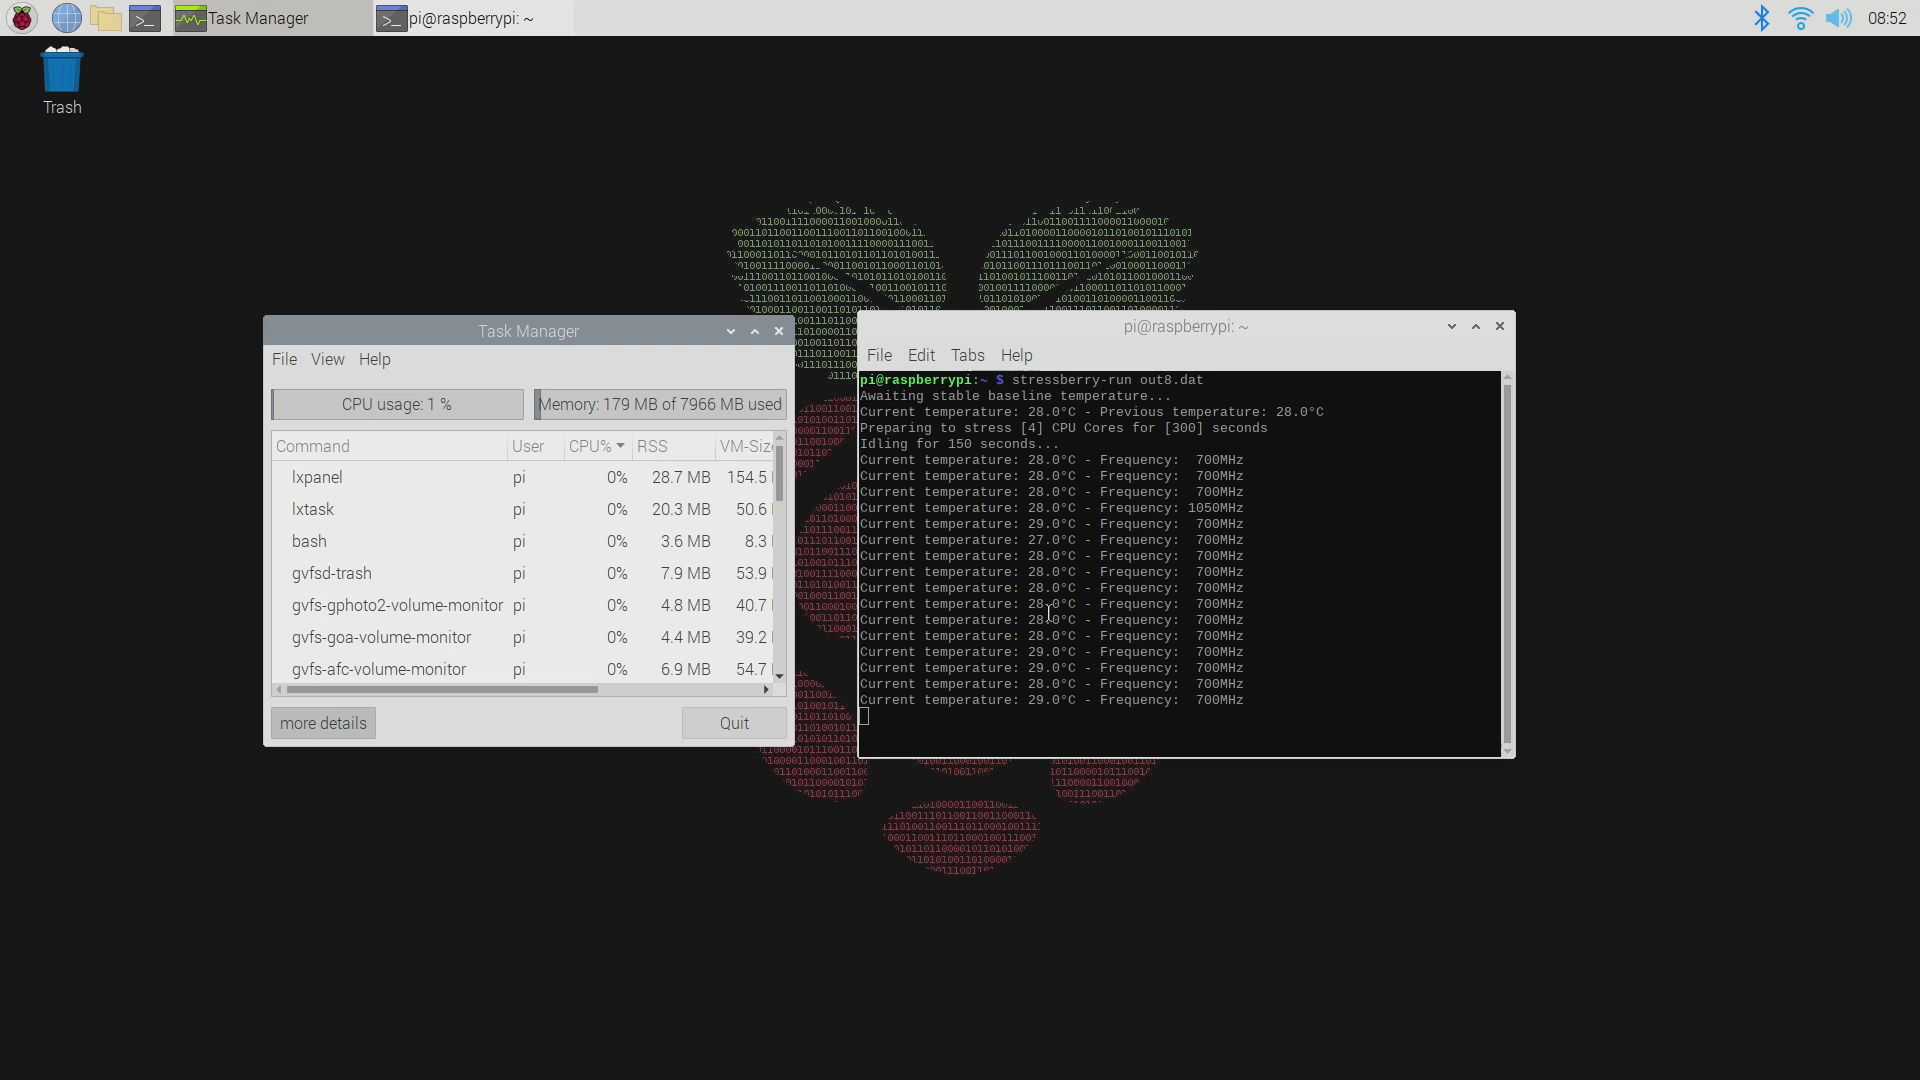 Task Manager
pi@raspberrypi: ~
08:52
Trash
Task Manager
File View Help
CPU usage: 1 %
Memory: 179 MB of 7966 MB used
Command User CPU% RSS VM-Size
lxpanel pi 0% 28.7 MB 154.5
lxtask pi 0% 20.3 MB 50.6
bash pi 0% 3.6 MB 8.3
gvfsd-trash pi 0% 7.9 MB 53.9
gvfs-gphoto2-volume-monitor pi 0% 4.8 MB 40.7
gvfs-goa-volume-monitor pi 0% 4.4 MB 39.2
gvfs-afc-volume-monitor pi 0% 6.9 MB 54.7
more details
Quit
pi@raspberrypi: ~
File Edit Tabs Help
pi@raspberrypi:~ $ stressberry-run out8.dat
Awaiting stable baseline temperature...
Current temperature: 28.0°C - Previous temperature: 28.0°C
Preparing to stress [4] CPU Cores for [300] seconds
Idling for 150 seconds...
Current temperature: 28.0°C - Frequency:  700MHz
Current temperature: 28.0°C - Frequency:  700MHz
Current temperature: 28.0°C - Frequency:  700MHz
Current temperature: 28.0°C - Frequency: 1050MHz
Current temperature: 29.0°C - Frequency:  700MHz
Current temperature: 27.0°C - Frequency:  700MHz
Current temperature: 28.0°C - Frequency:  700MHz
Current temperature: 28.0°C - Frequency:  700MHz
Current temperature: 28.0°C - Frequency:  700MHz
Current temperature: 28.0°C - Frequency:  700MHz
Current temperature: 28.0°C - Frequency:  700MHz
Current temperature: 28.0°C - Frequency:  700MHz
Current temperature: 29.0°C - Frequency:  700MHz
Current temperature: 29.0°C - Frequency:  700MHz
Current temperature: 28.0°C - Frequency:  700MHz
Current temperature: 29.0°C - Frequency:  700MHz